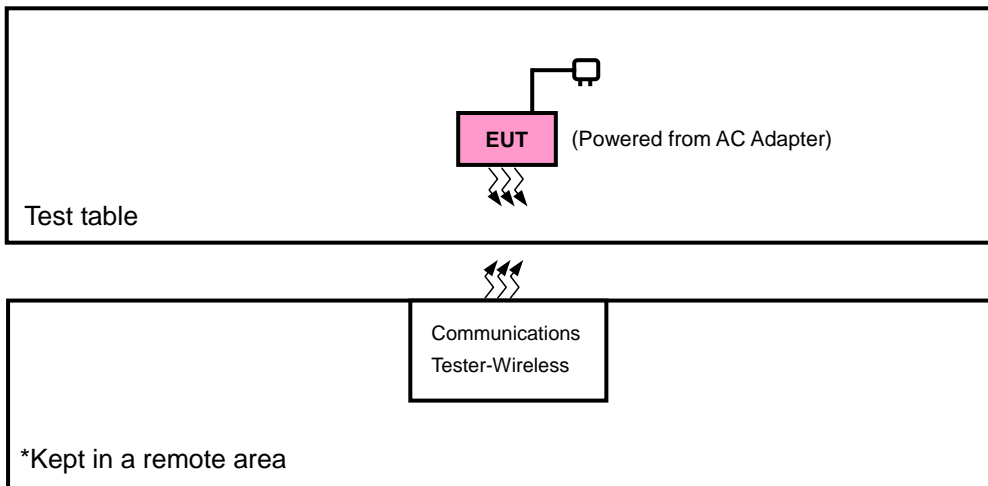 EUT
(Powered from AC Adapter)
Test table
Communications
Tester-Wireless
*Kept in a remote area